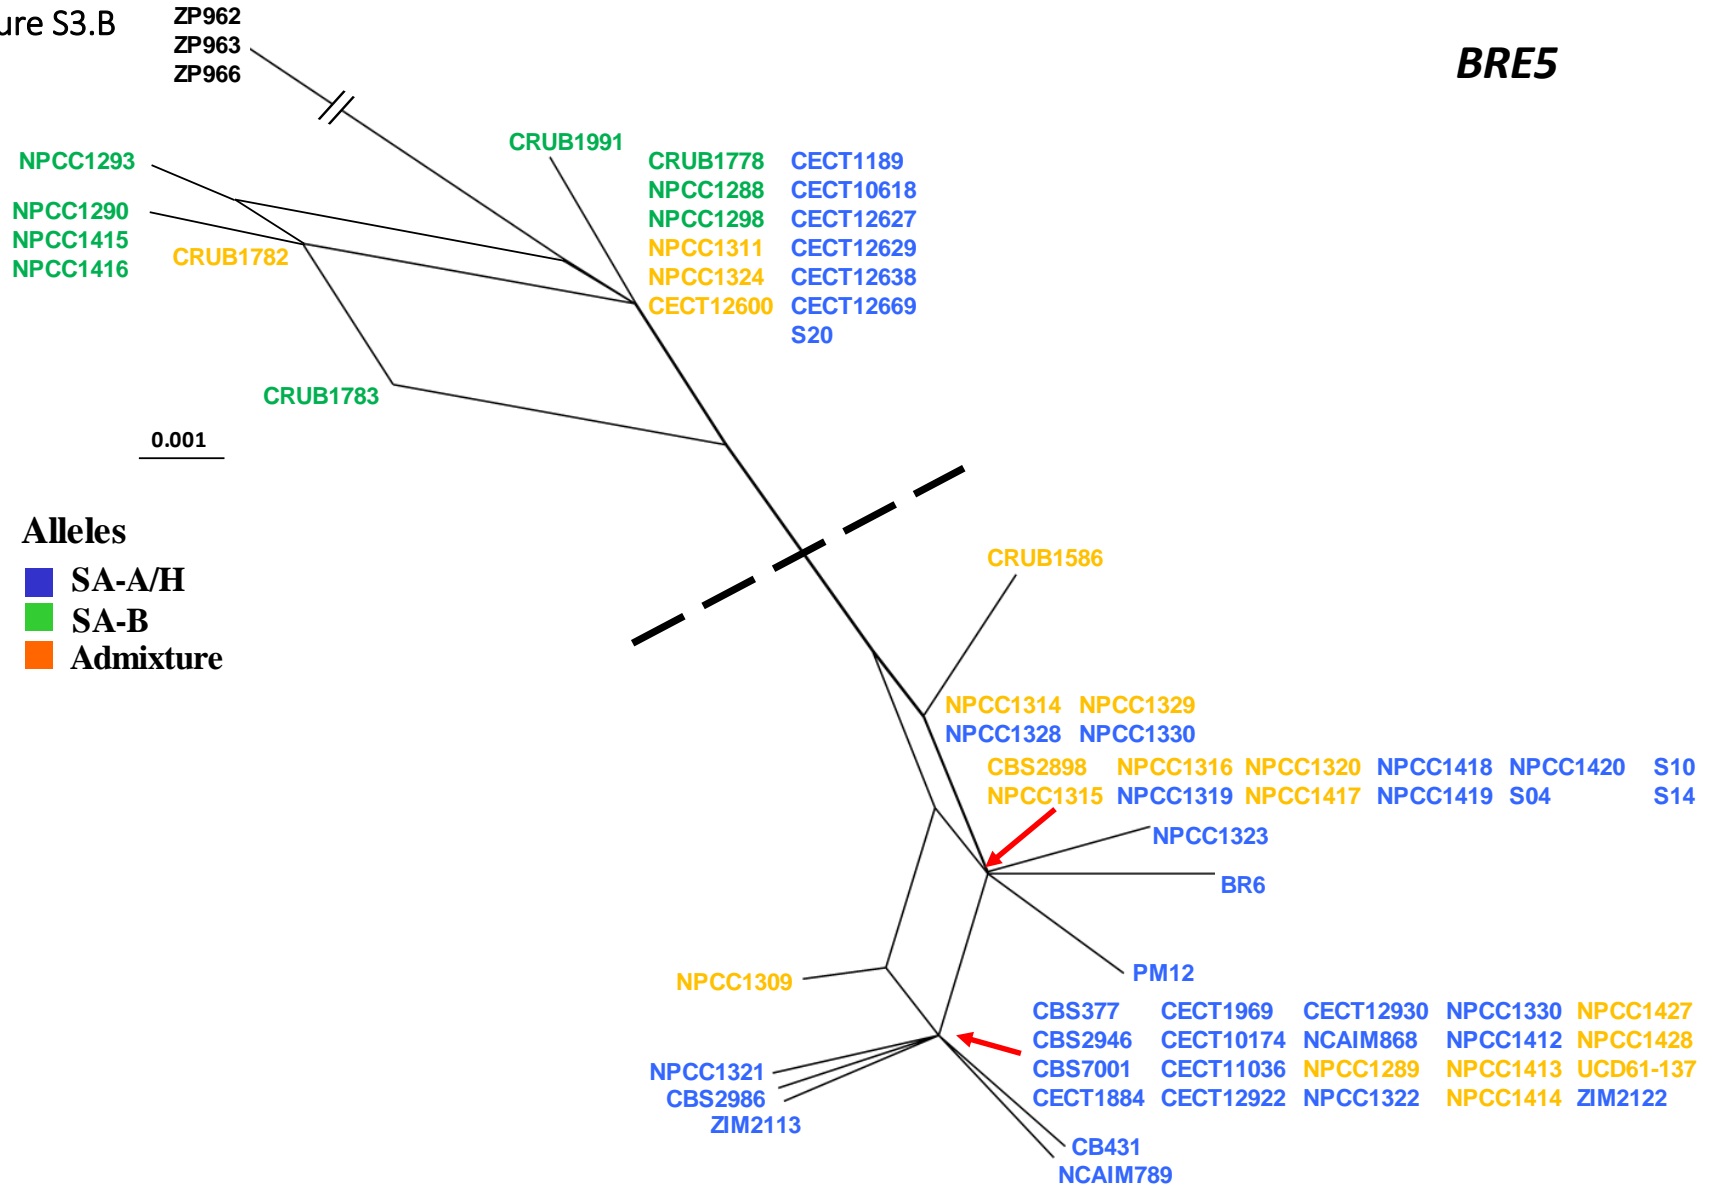 ure S3.B
BRE5
ZP962
ZP963
ZP966
CRUB1991
NPCC1293
NPCC1290
NPCC1415
NPCC1416
CRUB1782
CRUB1778 CECT1189
NPCC1288 CECT10618
NPCC1298 CECT12627
NPCC1311 CECT12629
NPCC1324 CECT12638
CECT12600 CECT12669
S20
CRUB1783
0.001
Alleles
SA-A/H
SA-B
Admixture
CRUB1586
NPCC1314 NPCC1329
NPCC1328 NPCC1330
CBS2898 NPCC1316 NPCC1320 NPCC1418 NPCC1420 S10
NPCC1315 NPCC1319 NPCC1417 NPCC1419 S04 S14
NPCC1323
BR6
PM12
NPCC1309
CBS377 CECT1969 CECT12930 NPCC1330 NPCC1427
CBS2946 CECT10174 NCAIM868 NPCC1412 NPCC1428
CBS7001 CECT11036 NPCC1289 NPCC1413 UCD61-137
CECT1884 CECT12922 NPCC1322 NPCC1414 ZIM2122
NPCC1321
CBS2986
ZIM2113
CB431
NCAIM789